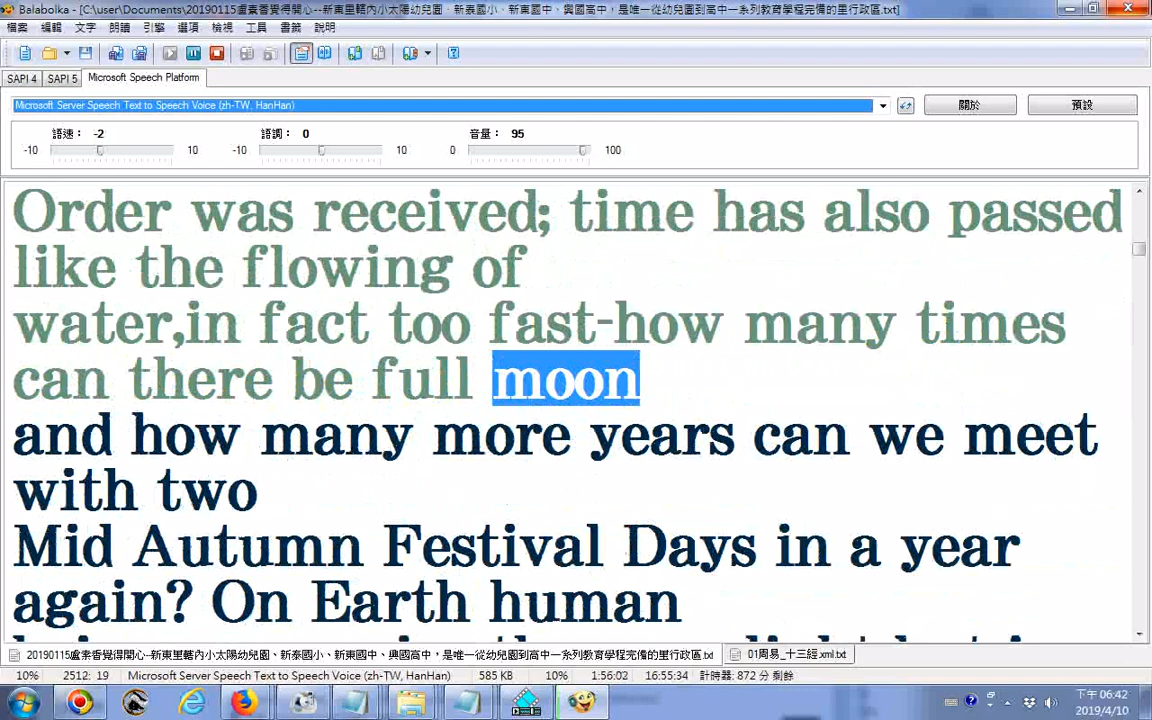 Balabolka - [C:\user\Documents\20190115盧素香覺得開心--新東里轄內小太陽幼兒園、新泰國小、新東國中、興國高中，是唯一從幼兒園到高中一系列教育學程完備的里行政區.txt]
檔案 編輯 文字 朗讀 引擎 選項 檢視 工具 書籤 說明
SAPI 4 SAPI 5 Microsoft Speech Platform
Microsoft Server Speech Text to Speech Voice (zh-TW, HanHan) 關於 預設
語速： -2 語調： 0 音量： 95
-10 10 -10 10 0 100
Order was received; time has also passed
like the flowing of
water,in fact too fast-how many times
can there be full moon
and how many more years can we meet
with two
Mid Autumn Festival Days in a year
again? On Earth human
20190115盧素香覺得開心--新東里轄內小太陽幼兒園、新泰國小、新東國中、興國高中，是唯一從幼兒園到高中一系列教育學程完備的里行政區.txt 01周易_十三經.xml.txt
10% 2512: 19 Microsoft Server Speech Text to Speech Voice (zh-TW, HanHan) 585 KB 10% 1:56:02 16:55:34 計時器: 872 分 剩餘
下午 06:42
2019/4/10